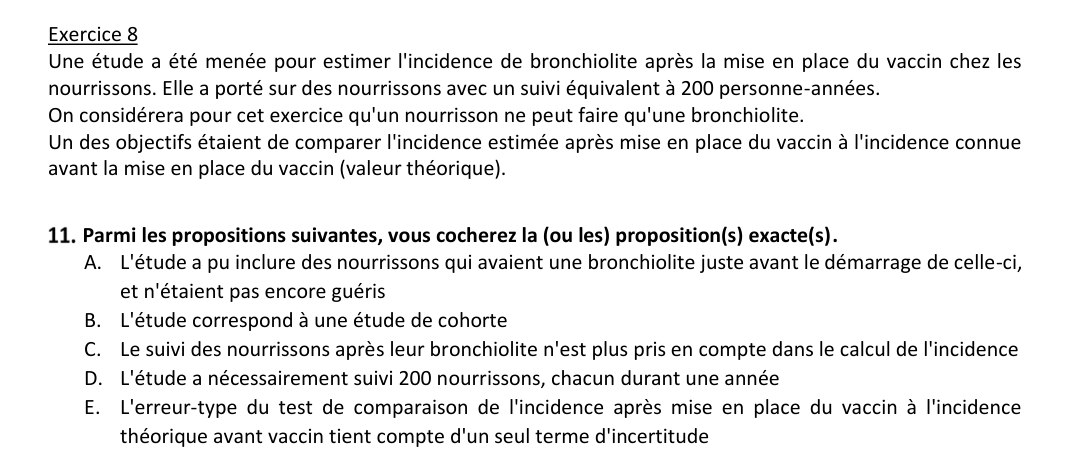 Exercice 8
Une étude a été menée pour estimer l'incidence de bronchiolite après la mise en place du vaccin chez les
nourrissons. Elle a porté sur des nourrissons avec un suivi équivalent à 200 personne-années.
On considérera pour cet exercice qu'un nourrisson ne peut faire qu'une bronchiolite.
Un des objectifs étaient de comparer l'incidence estimée après mise en place du vaccin à l'incidence connue
avant la mise en place du vaccin (valeur théorique).
11. Parmi les propositions suivantes, vous cocherez la (ou les) proposition(s) exacte(s).
A. L'étude a pu inclure des nourrissons qui avaient une bronchiolite juste avant le démarrage de celle-ci,
et n'étaient pas encore guéris
B. L'étude correspond à une étude de cohorte
C. Le suivi des nourrissons après leur bronchiolite n'est plus pris en compte dans le calcul de l'incidence
D. L'étude a nécessairement suivi 200 nourrissons, chacun durant une année
E. L'erreur-type du test de comparaison de l'incidence après mise en place du vaccin à l'incidence
théorique avant vaccin tient compte d'un seul terme d'incertitude